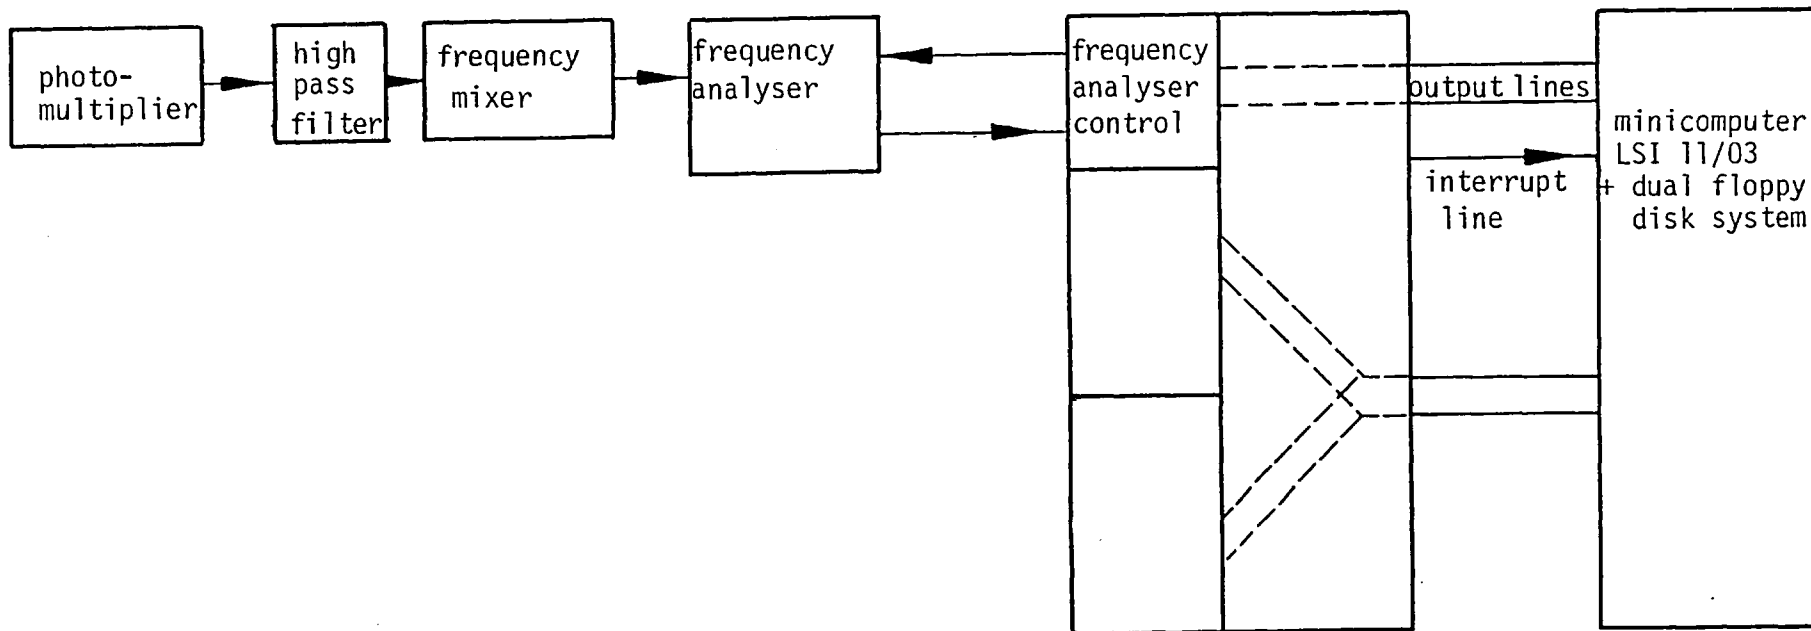 photo-
multiplier
high
pass
filter
frequency
mixer
frequency
analyser
frequency
analyser
control
output lines
interrupt
line
minicomputer
LSI 11/03
+ dual floppy
disk system